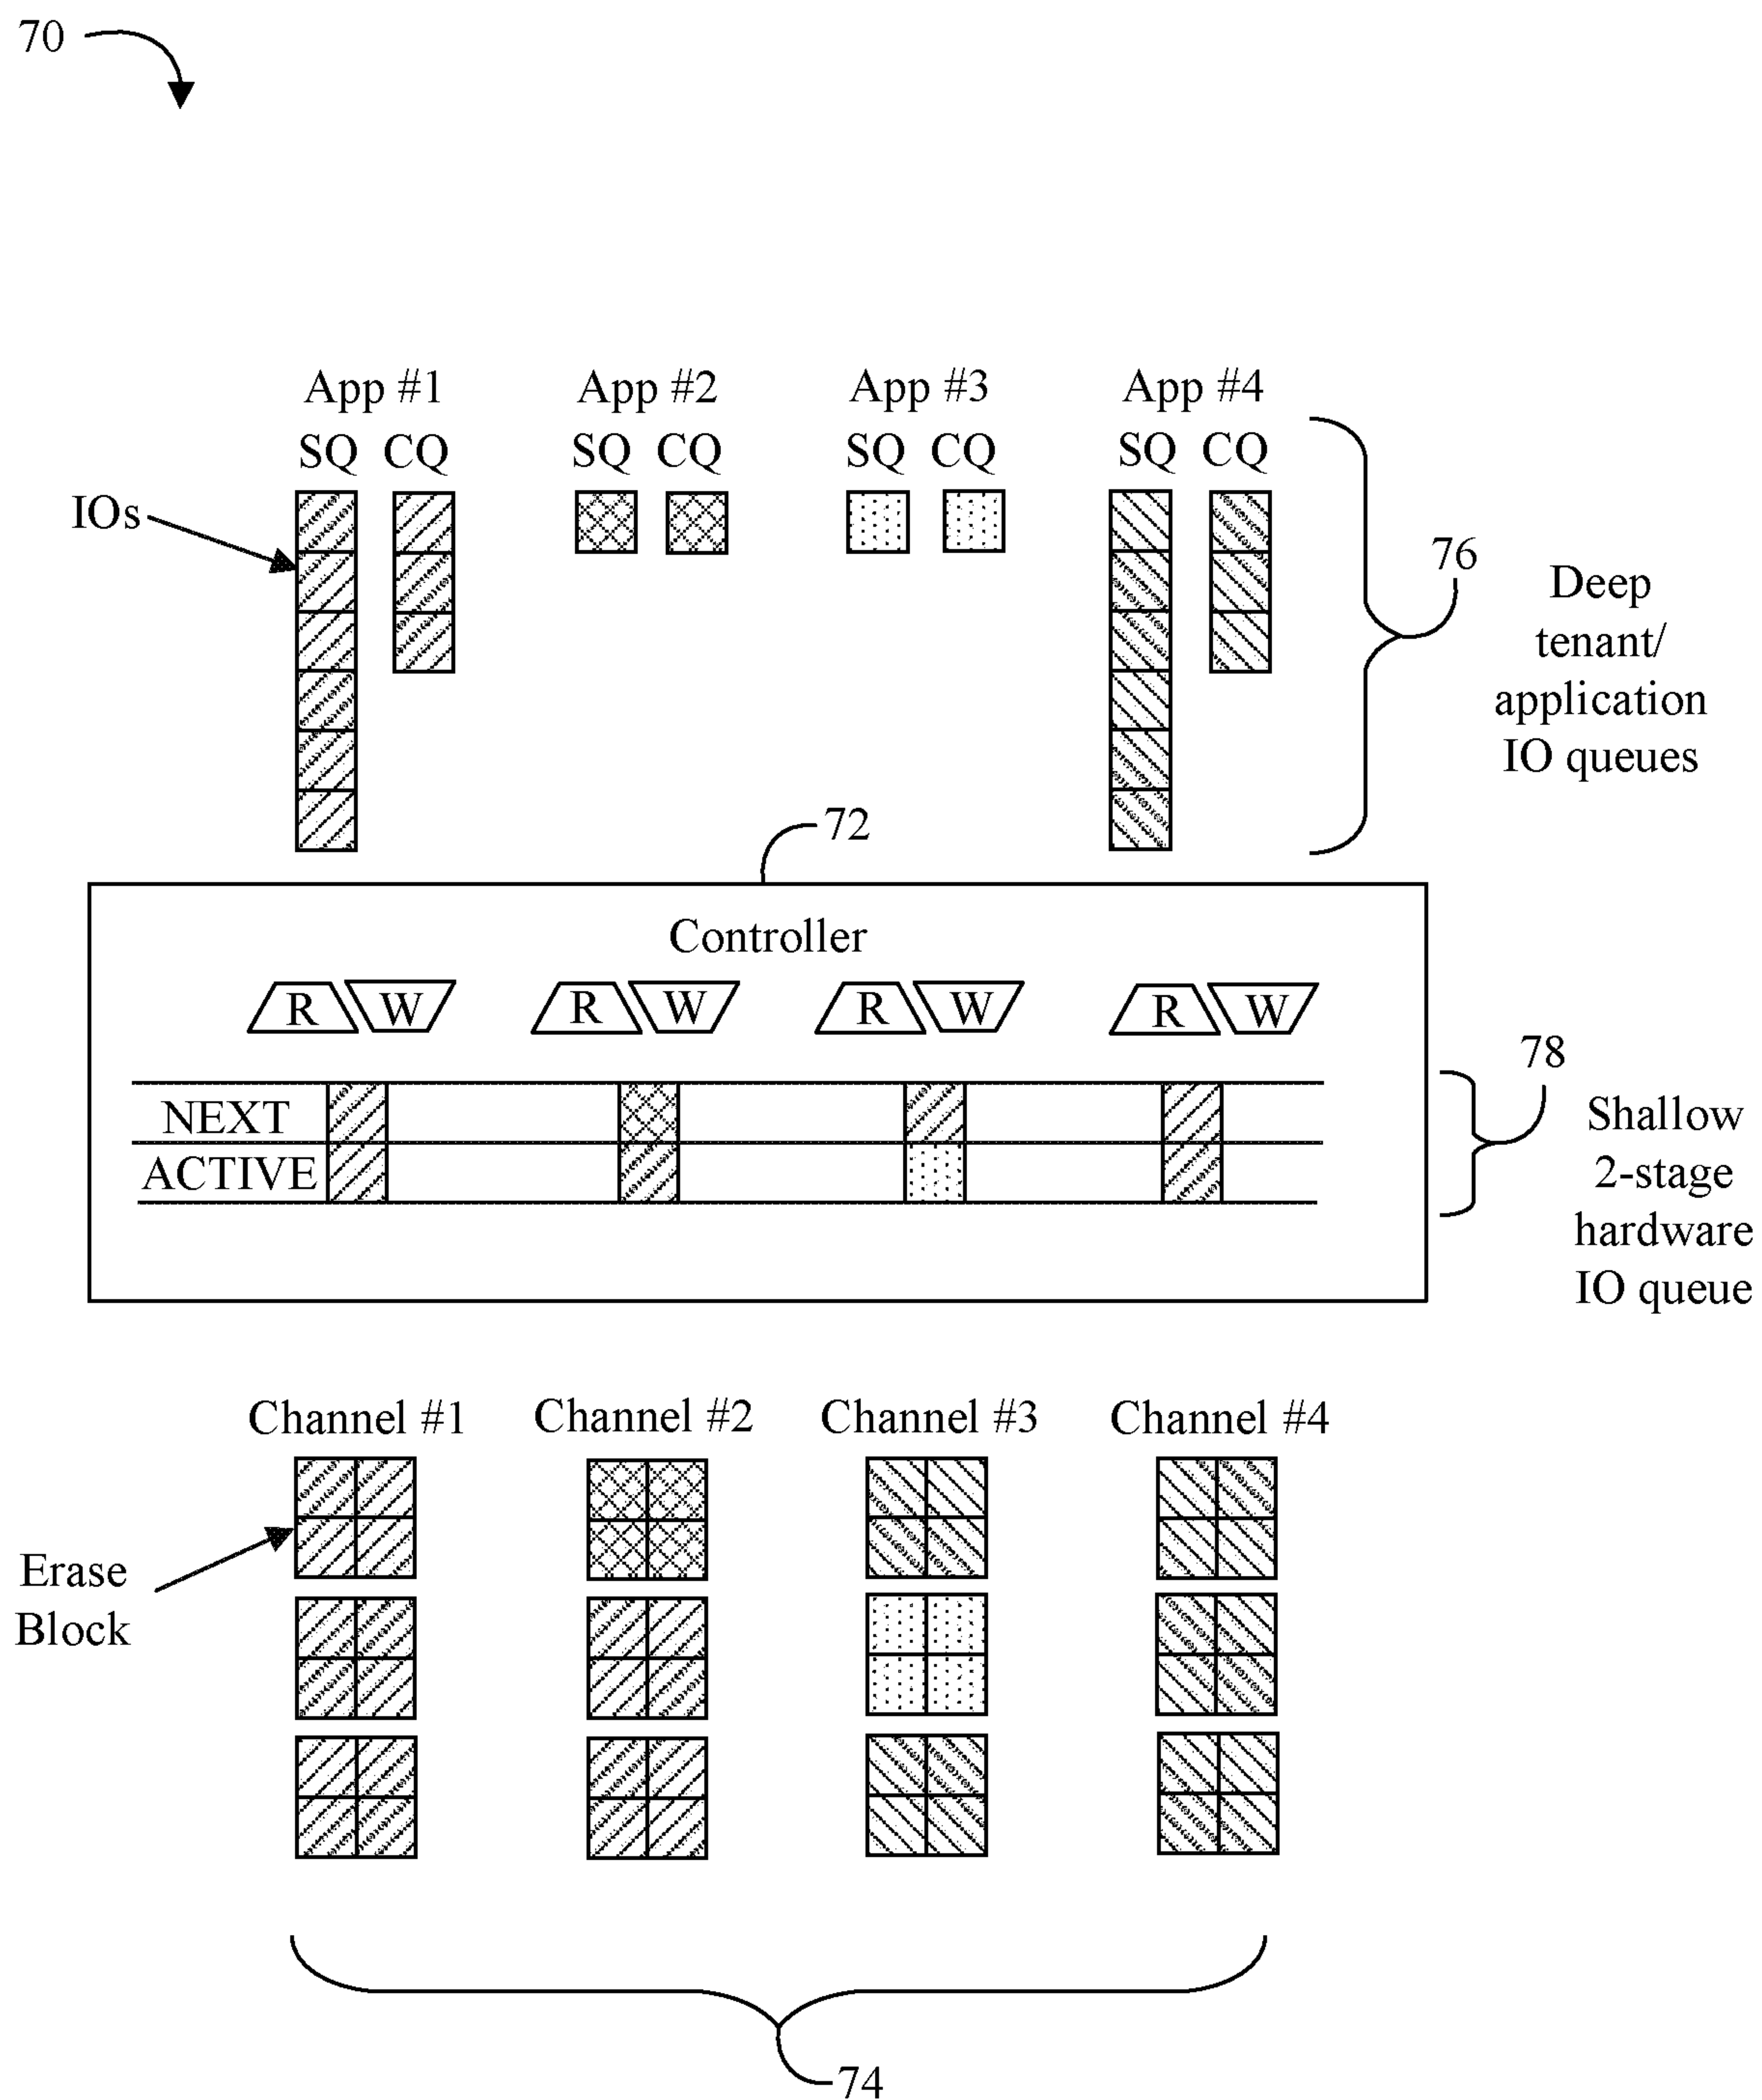 70
App #1 App #2 App #3 App #4
SQ CQ SQ CQ SQ CQ SQ CQ
IOs
76
Deep
tenant/
application
IO queues
72
Controller
R W R W R W R W
78
NEXT
ACTIVE
Shallow
2-stage
hardware
IO queue
Channel #1 Channel #2 Channel #3 Channel #4
Erase
Block
74